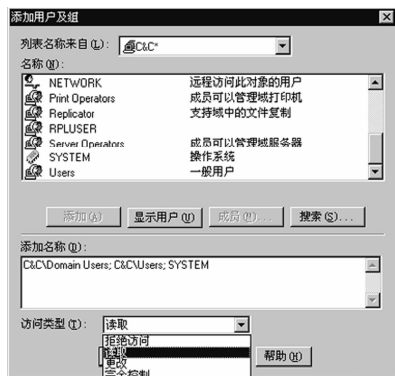 添加用户及组
列表名称来自(L): C&C*
名称(N):
NETWORK 远程访问此对象的用户
Print Operators 成员可以管理域打印机
Replicator 支持域中的文件复制
RPLUSER
Server Operators 成员可以管理域服务器
SYSTEM 操作系统
Users 一般用户
添加(A) 显示用户(U) 成员(M)... 搜索(S)...
添加名称(D):
C&C\Domain Users; C&C\Users; SYSTEM
访问类型(T): 读取
拒绝访问
读取
更改
完全控制
帮助(H)